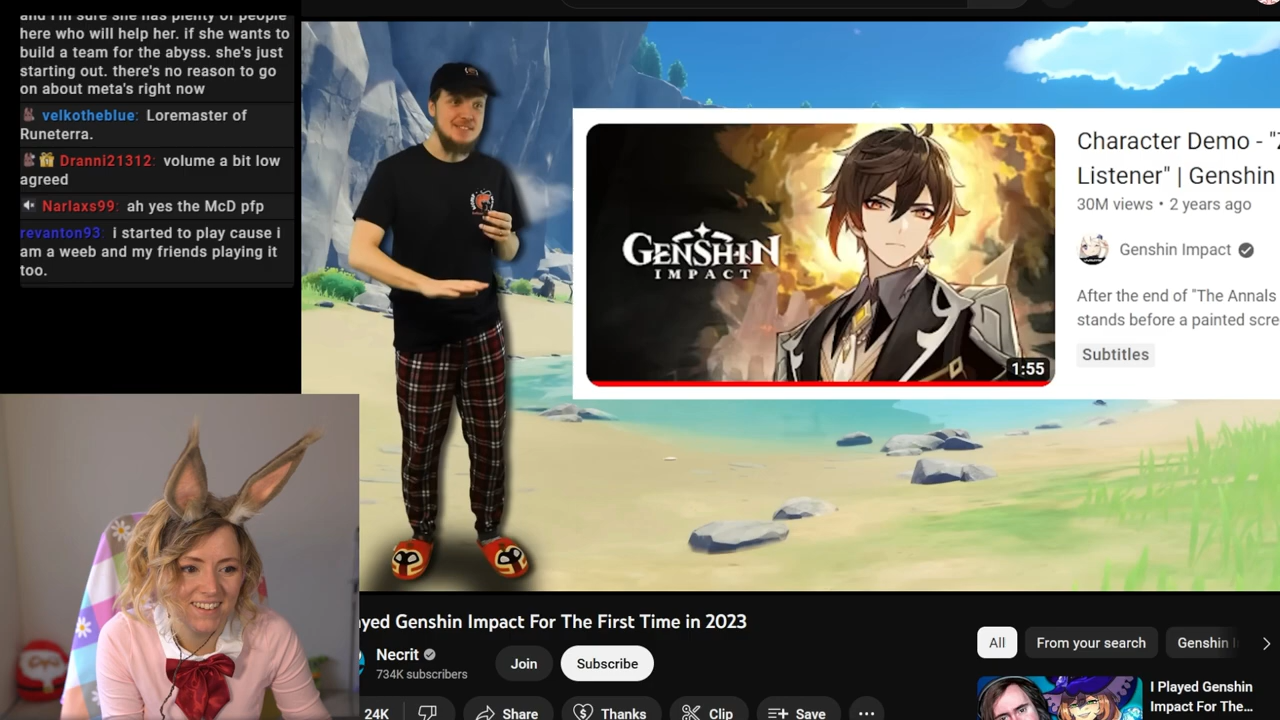 and I'm sure she has plenty of people
here who will help her. if she wants to
build a team for the abyss. she's just
starting out. there's no reason to go
on about meta's right now
velkotheblue: Loremaster of
Runeterra.
Dranni21312: volume a bit low
agreed
Narlaxs99: ah yes the McD pfp
revanton93: i started to play cause i
am a weeb and my friends playing it
too.
GENSHIN
IMPACT
1:55
Character Demo - "Z
Listener" | Genshin
30M views • 2 years ago
Genshin Impact
After the end of "The Annals
stands before a painted scre
Subtitles
yed Genshin Impact For The First Time in 2023
Necrit
734K subscribers
Join
Subscribe
24K
Share
Thanks
Clip
Save
All
From your search
Genshin
I Played Genshin
Impact For The...